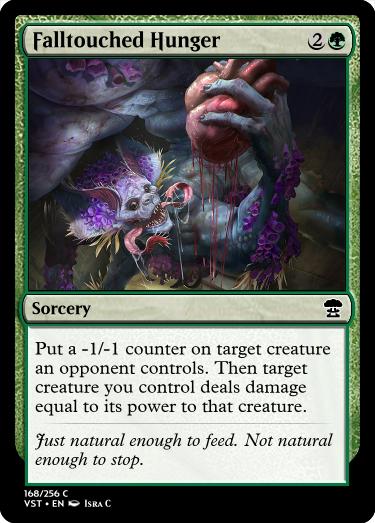 Falltouched Hunger 2
Sorcery
Put a -1/-1 counter on target creature
an opponent controls. Then target
creature you control deals damage
equal to its power to that creature.
Just natural enough to feed. Not natural
enough to stop.
168/256 C
VST • EN Isra C